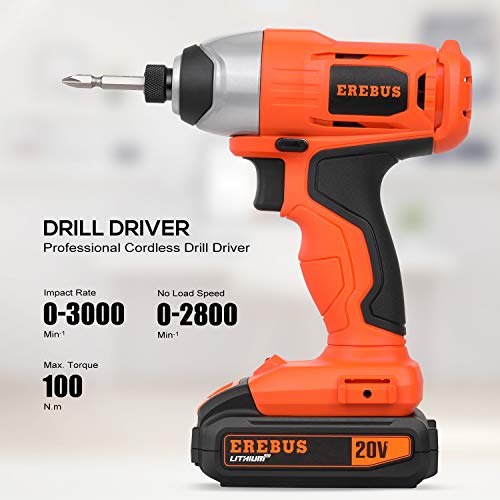 EREBUS
DRILL DRIVER
Professional Cordless Drill Driver
Impact Rate
0-3000
Min-1
No Load Speed
0-2800
Min-1
Max. Torque
100
N.m
EREBUS
LITHIUM
20V